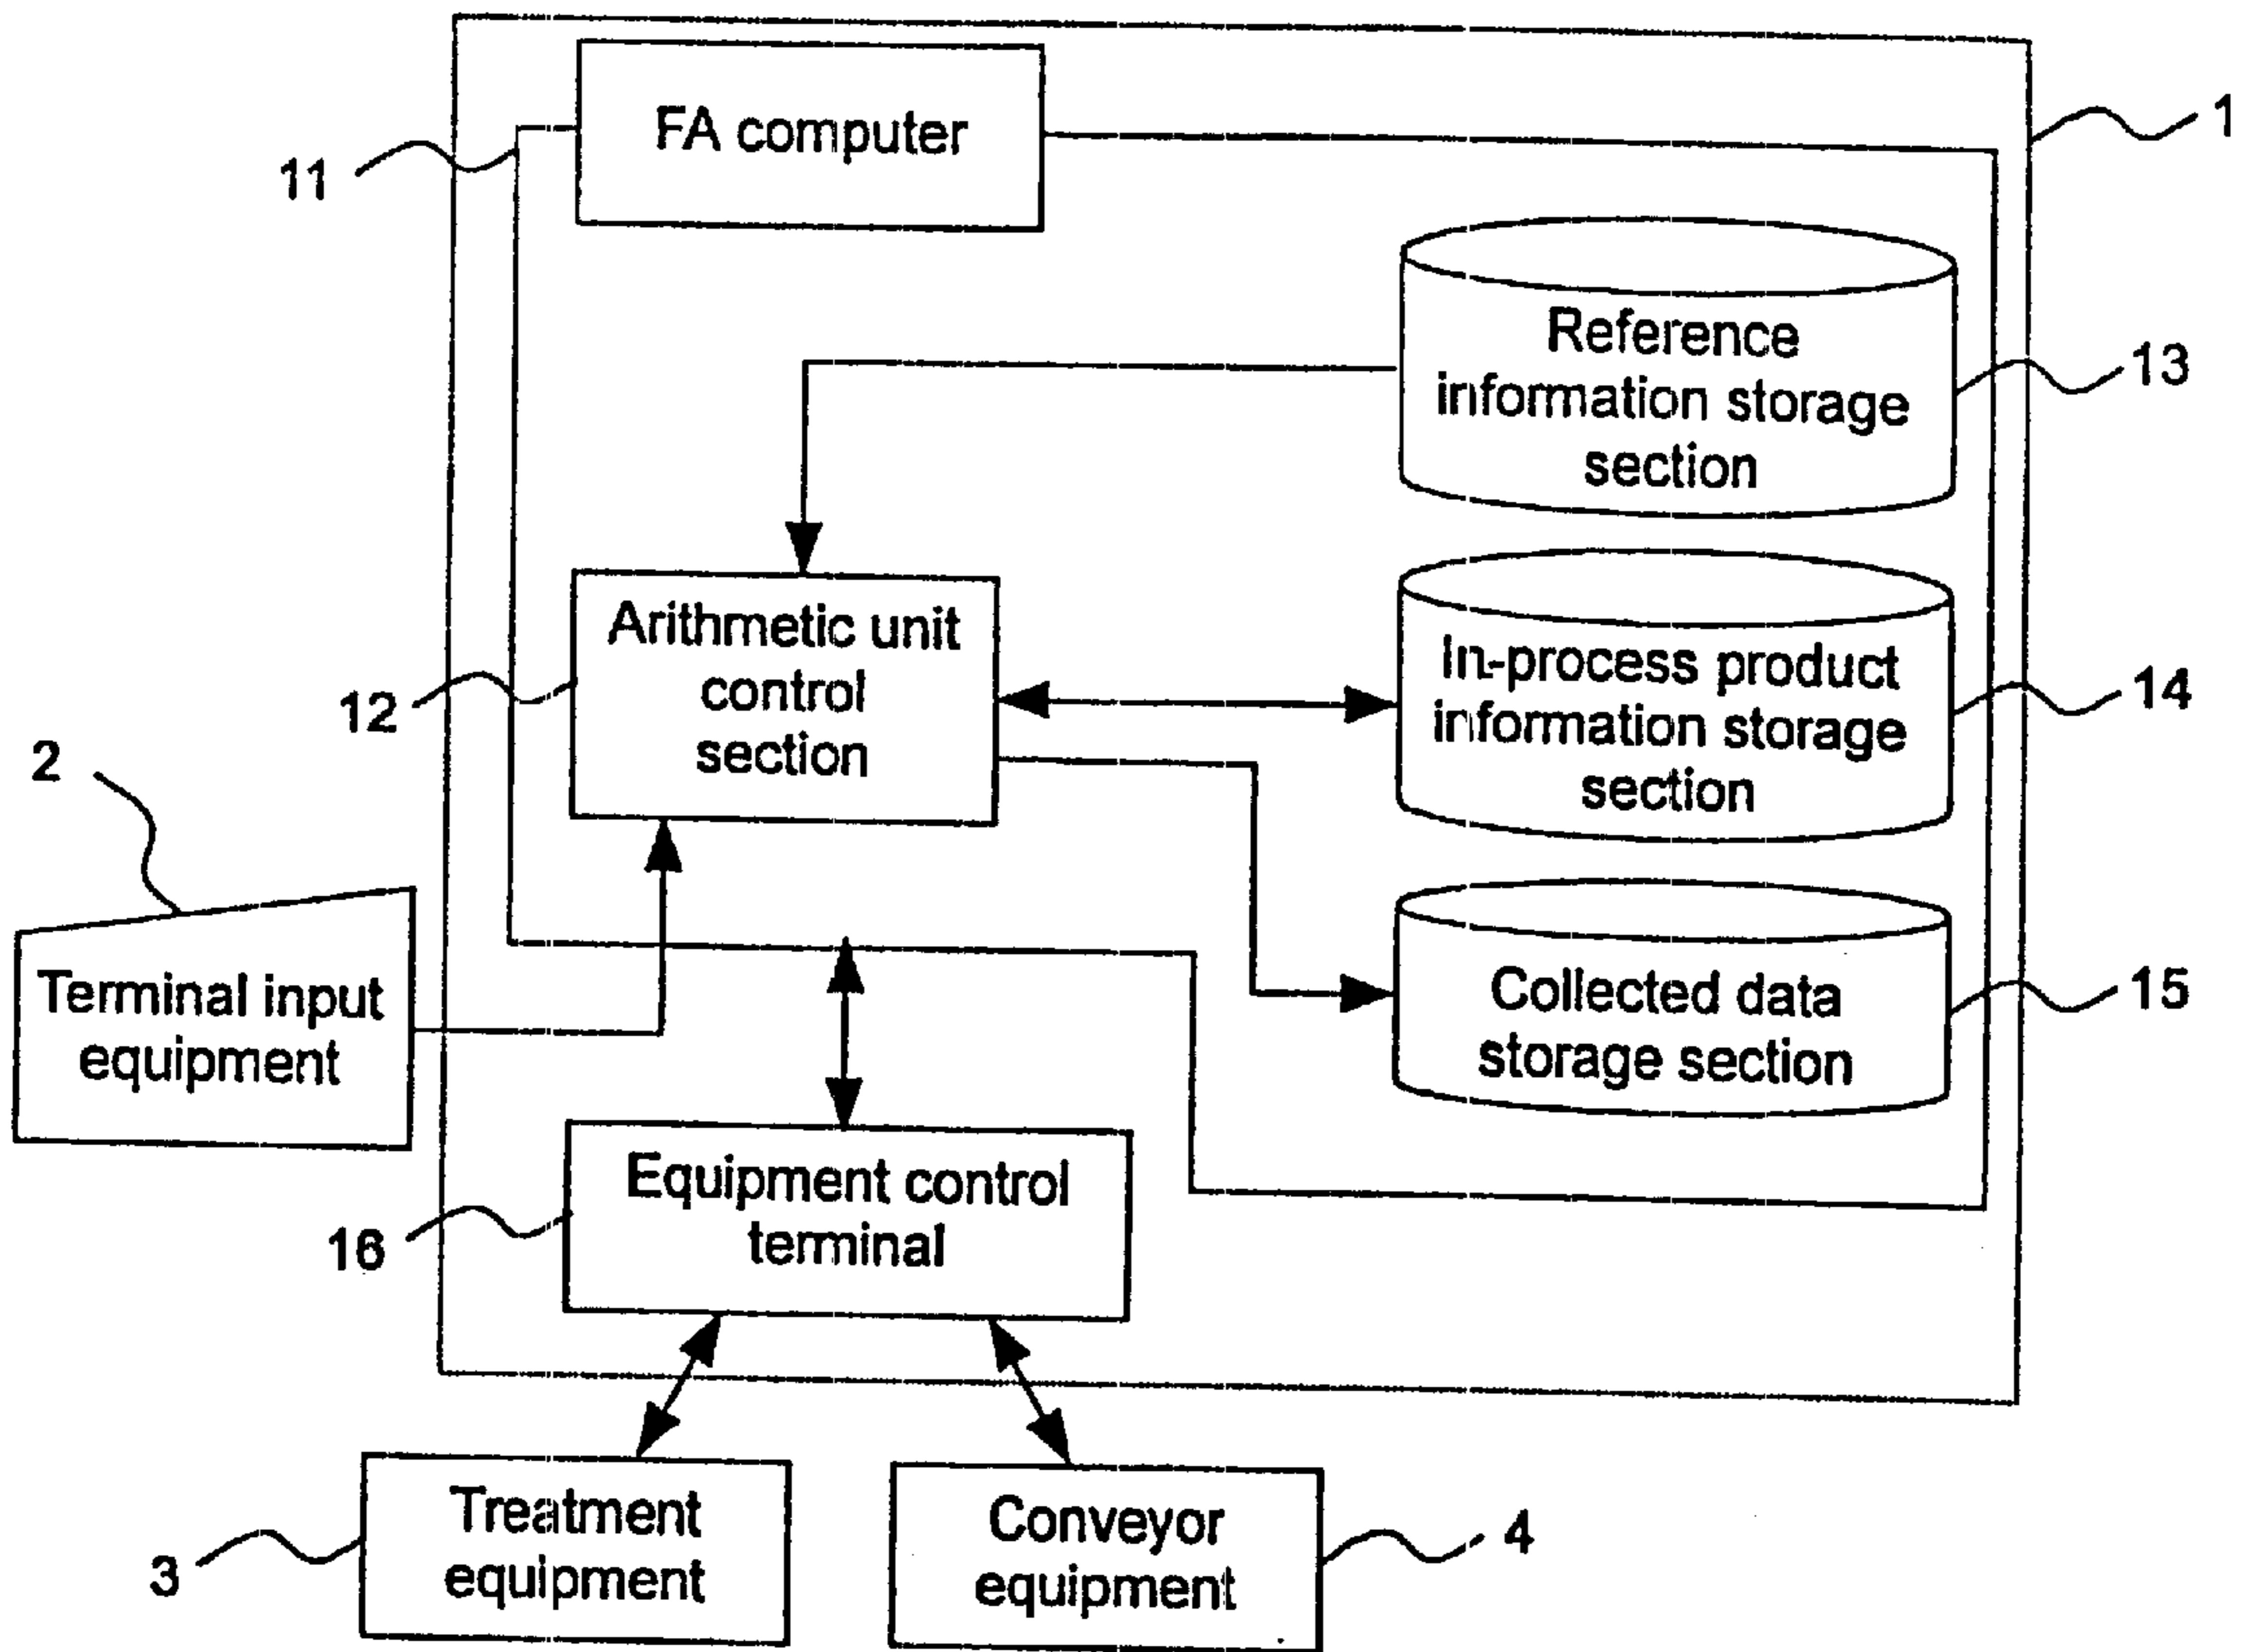 FA computer
1
11
Reference
information storage
section
13
Arithmetic unit
control
section
12
In-process product
information storage
section
14
2
Terminal input
equipment
Collected data
storage section
15
Equipment control
terminal
16
Treatment
equipment
3
Conveyor
equipment
4